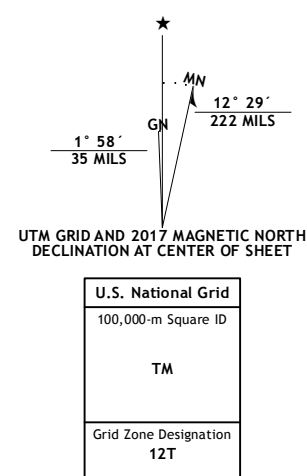 ★
MN
GN
12° 29´
222 MILS
1° 58´
35 MILS
UTM GRID AND 2017 MAGNETIC NORTH
DECLINATION AT CENTER OF SHEET
U.S. National Grid
100,000-m Square ID
TM
Grid Zone Designation
12T